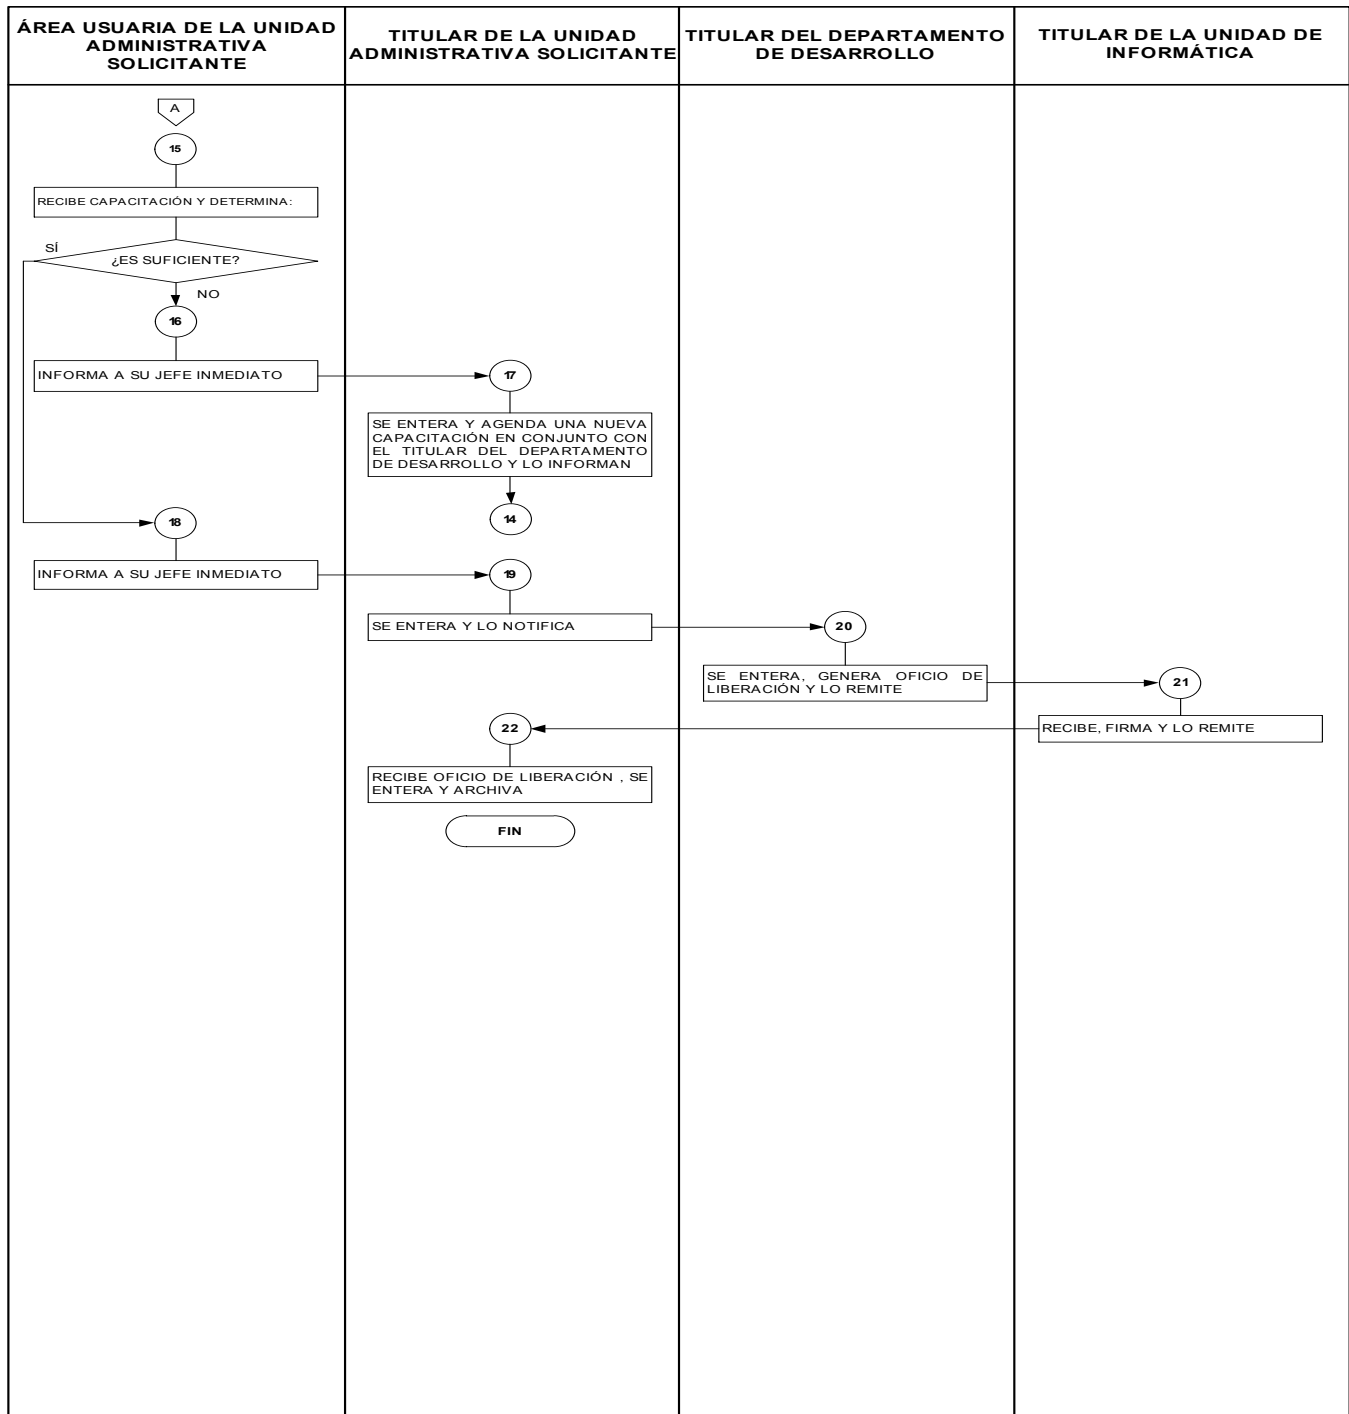 ÁREA USUARIA DE LA UNIDAD
ADMINISTRATIVA
SOLICITANTE
TITULAR DE LA UNIDAD
ADMINISTRATIVA SOLICITANTE
TITULAR DEL DEPARTAMENTO
DE DESARROLLO
TITULAR DE LA UNIDAD DE
INFORMÁTICA
A
15
RECIBE CAPACITACIÓN Y DETERMINA:
SÍ
¿ES SUFICIENTE?
NO
16
INFORMA A SU JEFE INMEDIATO
17
SE ENTERA Y AGENDA UNA NUEVA
CAPACITACIÓN EN CONJUNTO CON
EL TITULAR DEL DEPARTAMENTO
DE DESARROLLO Y LO INFORMAN
14
18
INFORMA A SU JEFE INMEDIATO
19
SE ENTERA Y LO NOTIFICA
20
SE ENTERA, GENERA OFICIO DE
LIBERACIÓN Y LO REMITE
21
RECIBE, FIRMA Y LO REMITE
22
RECIBE OFICIO DE LIBERACIÓN , SE
ENTERA Y ARCHIVA
FIN